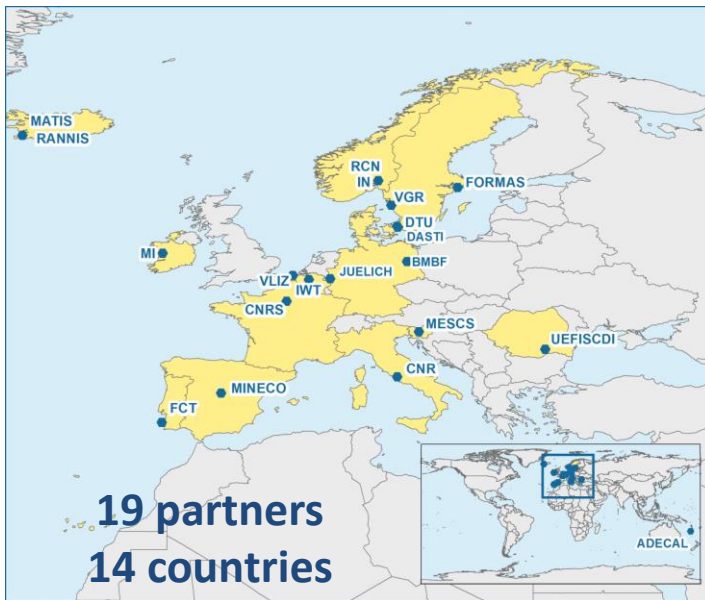 MATIS
RANNIS
RCN
IN
FORMAS
VGR
DTU
DASTI
MI
VLIZ
IWT
JUELICH
BMBF
CNRS
MESCS
UEFISCDI
CNR
MINECO
FCT
ADECAL
19 partners
14 countries